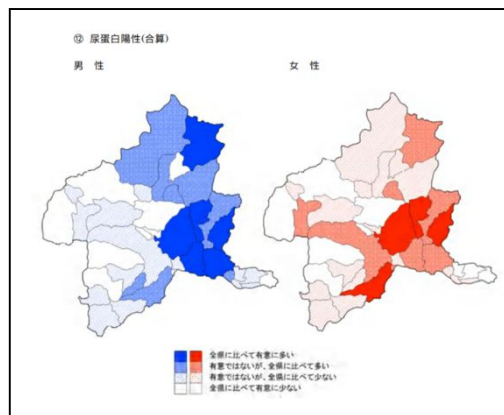 ⑫ 尿蛋白陽性(合算)
男 性 女 性
全県に比べて有意に多い
有意ではないが、全県に比べて多い
有意ではないが、全県に比べて少ない
全県に比べて有意に少ない